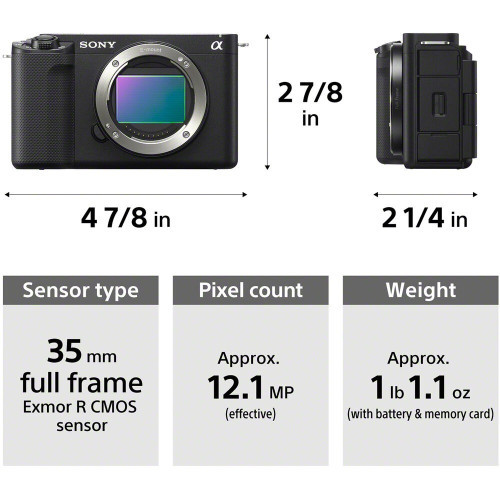 SONY
α
E-mount
2 7/8
in
4 7/8 in
2 1/4 in
Sensor type
35 mm
full frame
Exmor R CMOS
sensor
Pixel count
Approx.
12.1 MP
(effective)
Weight
Approx.
1 lb 1.1 oz
(with battery & memory card)